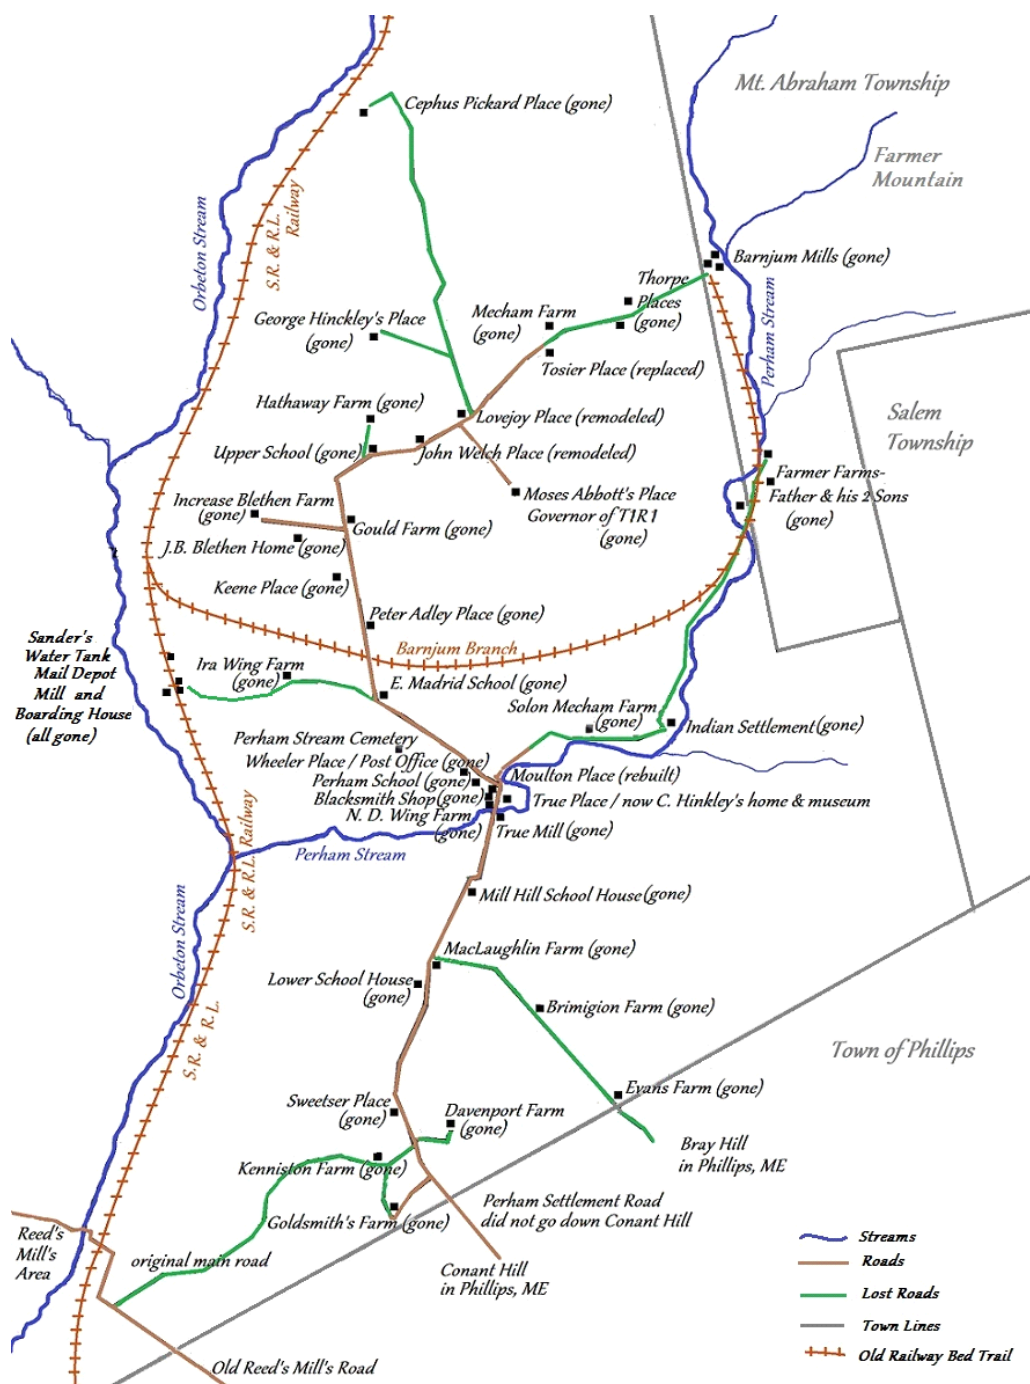 Mt. Abraham Township
Cephus Pickard Place (gone)
Farmer
Mountain
Orbeton Stream
S.R. & R.L.
Railway
Barnjum Mills (gone)
Thorpe
Places
(gone)
Perham Stream
Mecham Farm
(gone)
George Hinckley's Place
(gone)
Tosier Place (replaced)
Hathaway Farm (gone)
Lovejoy Place (remodeled)
Salem
Township
Upper School (gone)
John Welch Place (remodeled)
Farmer Farms-
Father & his 2 Sons
(gone)
Increase Blethen Farm
(gone)
Moses Abbott's Place
Governor of T1R1
(gone)
Gould Farm (gone)
J.B. Blethen Home (gone)
Keene Place (gone)
Peter Adley Place (gone)
Barnjum Branch
Sander's
Water Tank
Mail Depot
Mill and
Boarding House
(all gone)
Ira Wing Farm
(gone)
E. Madrid School (gone)
Solon Mecham Farm
(gone)
Indian Settlement (gone)
Perham Stream Cemetery
Wheeler Place / Post Office (gone)
Perham School (gone)
Blacksmith Shop (gone)
N. D. Wing Farm
(gone)
Moulton Place (rebuilt)
True Place / now C. Hinkley's home & museum
True Mill (gone)
Perham Stream
S.R. & R.L. Railway
Orbeton Stream
Mill Hill School House (gone)
MacLaughlin Farm (gone)
Lower School House
(gone)
Brimigion Farm (gone)
S.R. & R.L.
Town of Phillips
Evans Farm (gone)
Sweetser Place
(gone)
Davenport Farm
(gone)
Bray Hill
in Phillips, ME
Kenniston Farm (gone)
Goldsmith's Farm (gone)
Perham Settlement Road
did not go down Conant Hill
Reed's
Mill's
Area
original main road
Conant Hill
in Phillips, ME
Old Reed's Mill's Road
Streams
Roads
Lost Roads
Town Lines
Old Railway Bed Trail